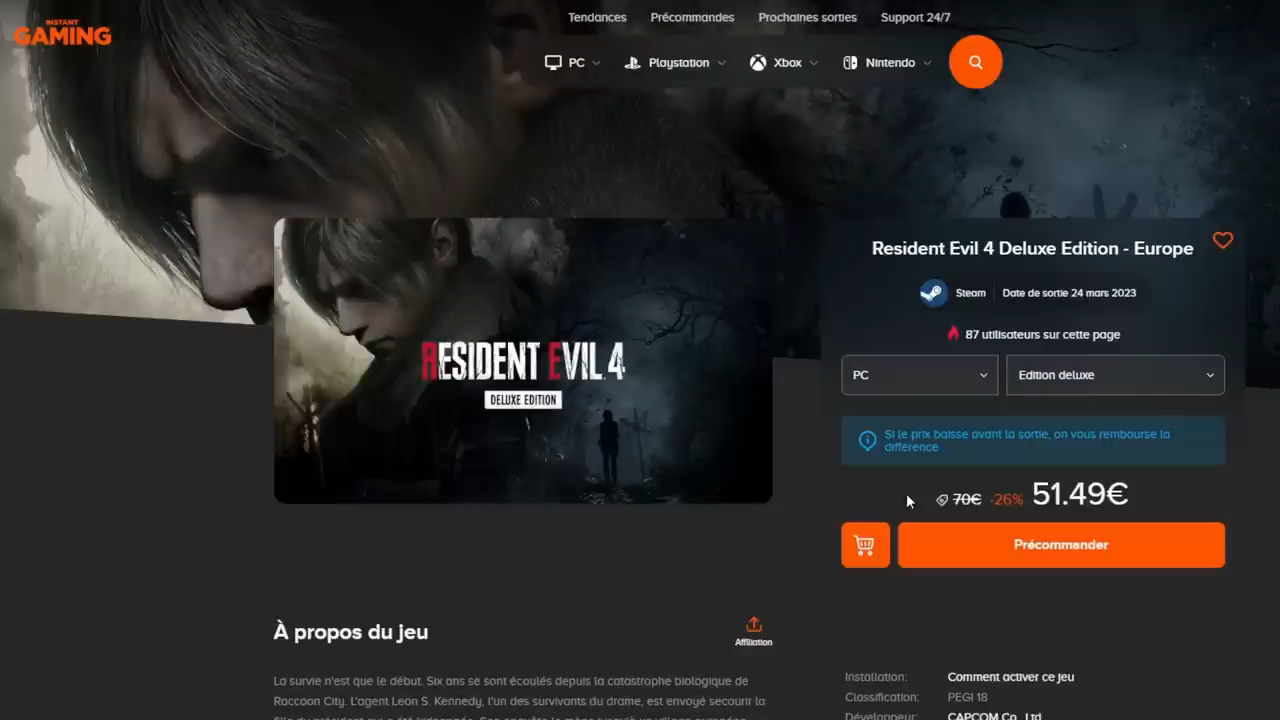 INSTANT
GAMING
Tendances
Précommandes
Prochaines sorties
Support 24/7
PC
Playstation
Xbox
Nintendo
RESIDENT EVIL 4
DELUXE EDITION
Resident Evil 4 Deluxe Edition - Europe
Steam
Date de sortie 24 mars 2023
87 utilisateurs sur cette page
PC
Edition deluxe
Si le prix baisse avant la sortie, on vous rembourse la
différence
70€ -26% 51.49€
Précommander
À propos du jeu
Affiliation
La survie n'est que le début. Six ans se sont écoulés depuis la catastrophe biologique de
Raccoon City. L'agent Leon S. Kennedy, l'un des survivants du drame, est envoyé secourir la
Installation: Comment activer ce jeu
Classification: PEGI 18
Développeur: CAPCOM Co., Ltd.